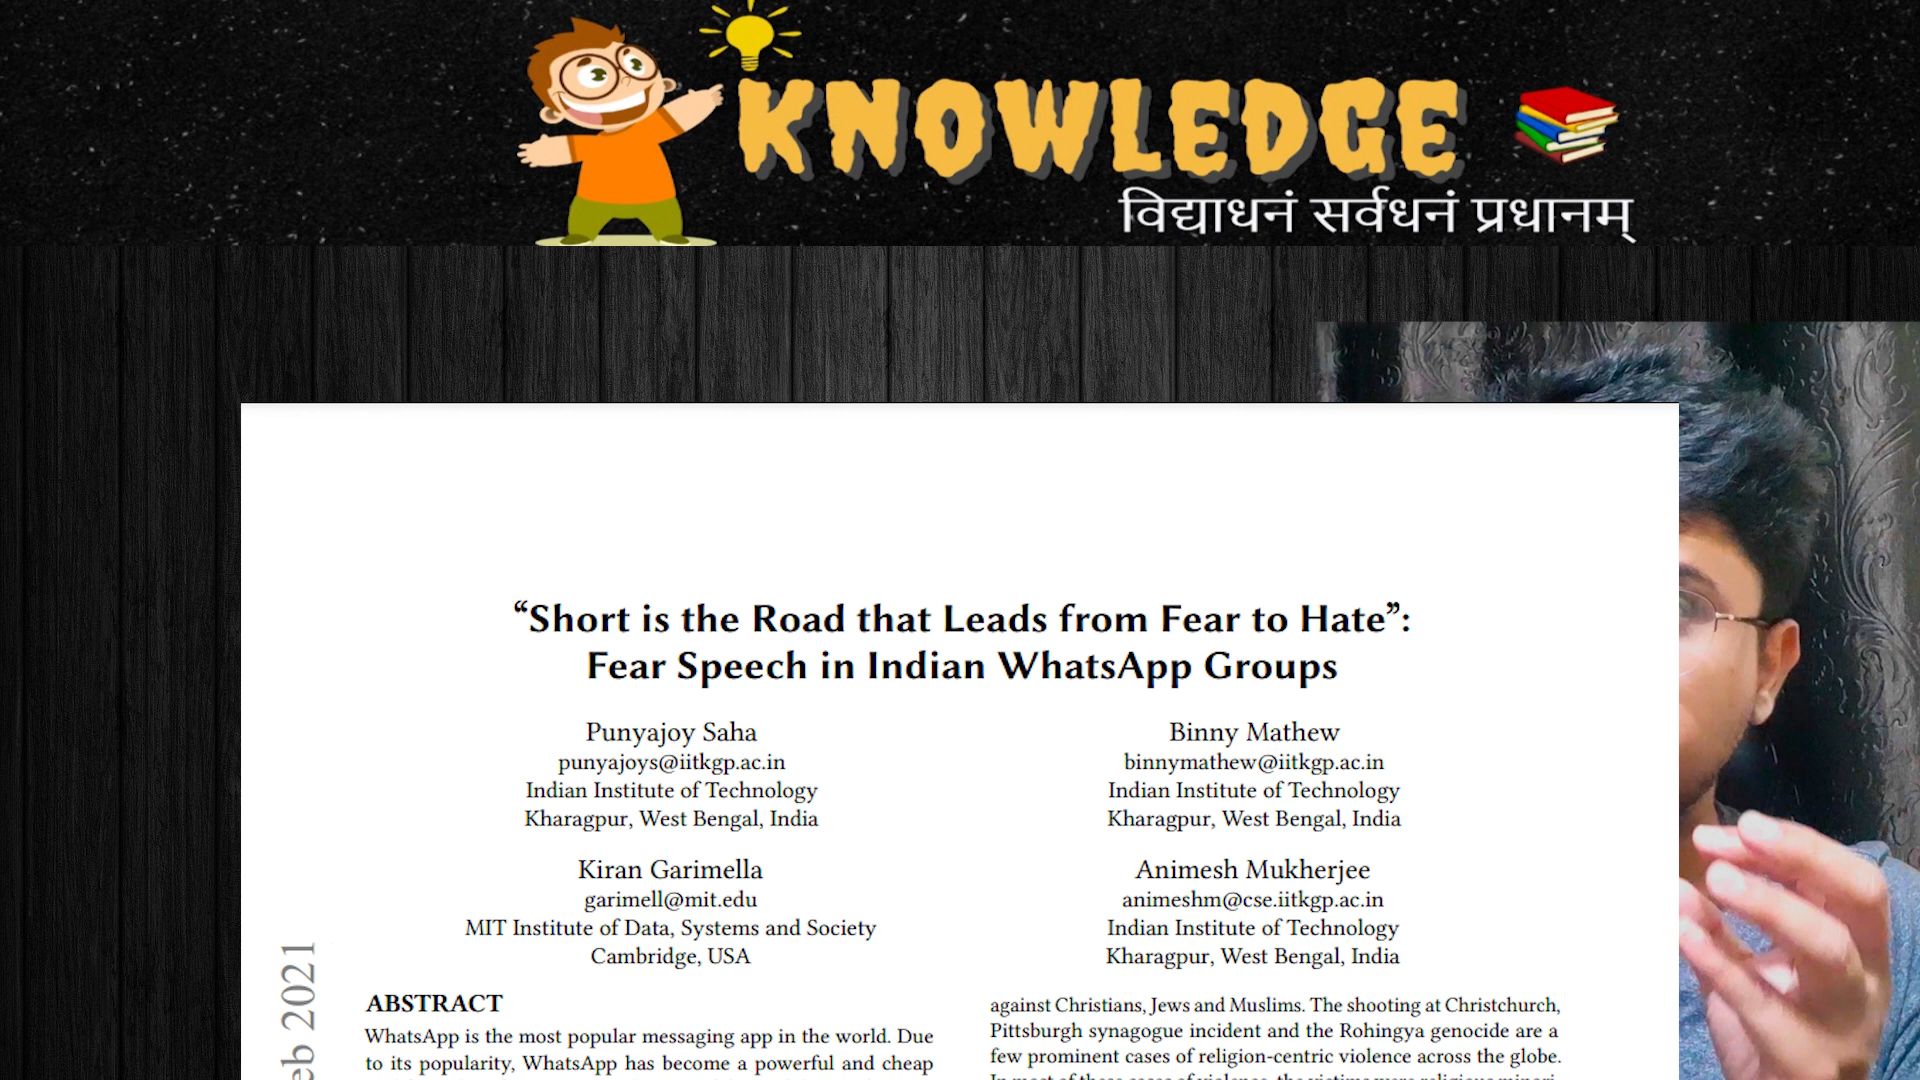 KNOWLEDGE
विद्याधनं सर्वधनं प्रधानम्
“Short is the Road that Leads from Fear to Hate”:
Fear Speech in Indian WhatsApp Groups
Punyajoy Saha
punyajoys@iitkgp.ac.in
Indian Institute of Technology
Kharagpur, West Bengal, India
Binny Mathew
binnymathew@iitkgp.ac.in
Indian Institute of Technology
Kharagpur, West Bengal, India
Kiran Garimella
garimell@mit.edu
MIT Institute of Data, Systems and Society
Cambridge, USA
Animesh Mukherjee
animeshm@cse.iitkgp.ac.in
Indian Institute of Technology
Kharagpur, West Bengal, India
eb 2021
ABSTRACT
WhatsApp is the most popular messaging app in the world. Due
to its popularity, WhatsApp has become a powerful and cheap
against Christians, Jews and Muslims. The shooting at Christchurch,
Pittsburgh synagogue incident and the Rohingya genocide are a
few prominent cases of religion-centric violence across the globe.